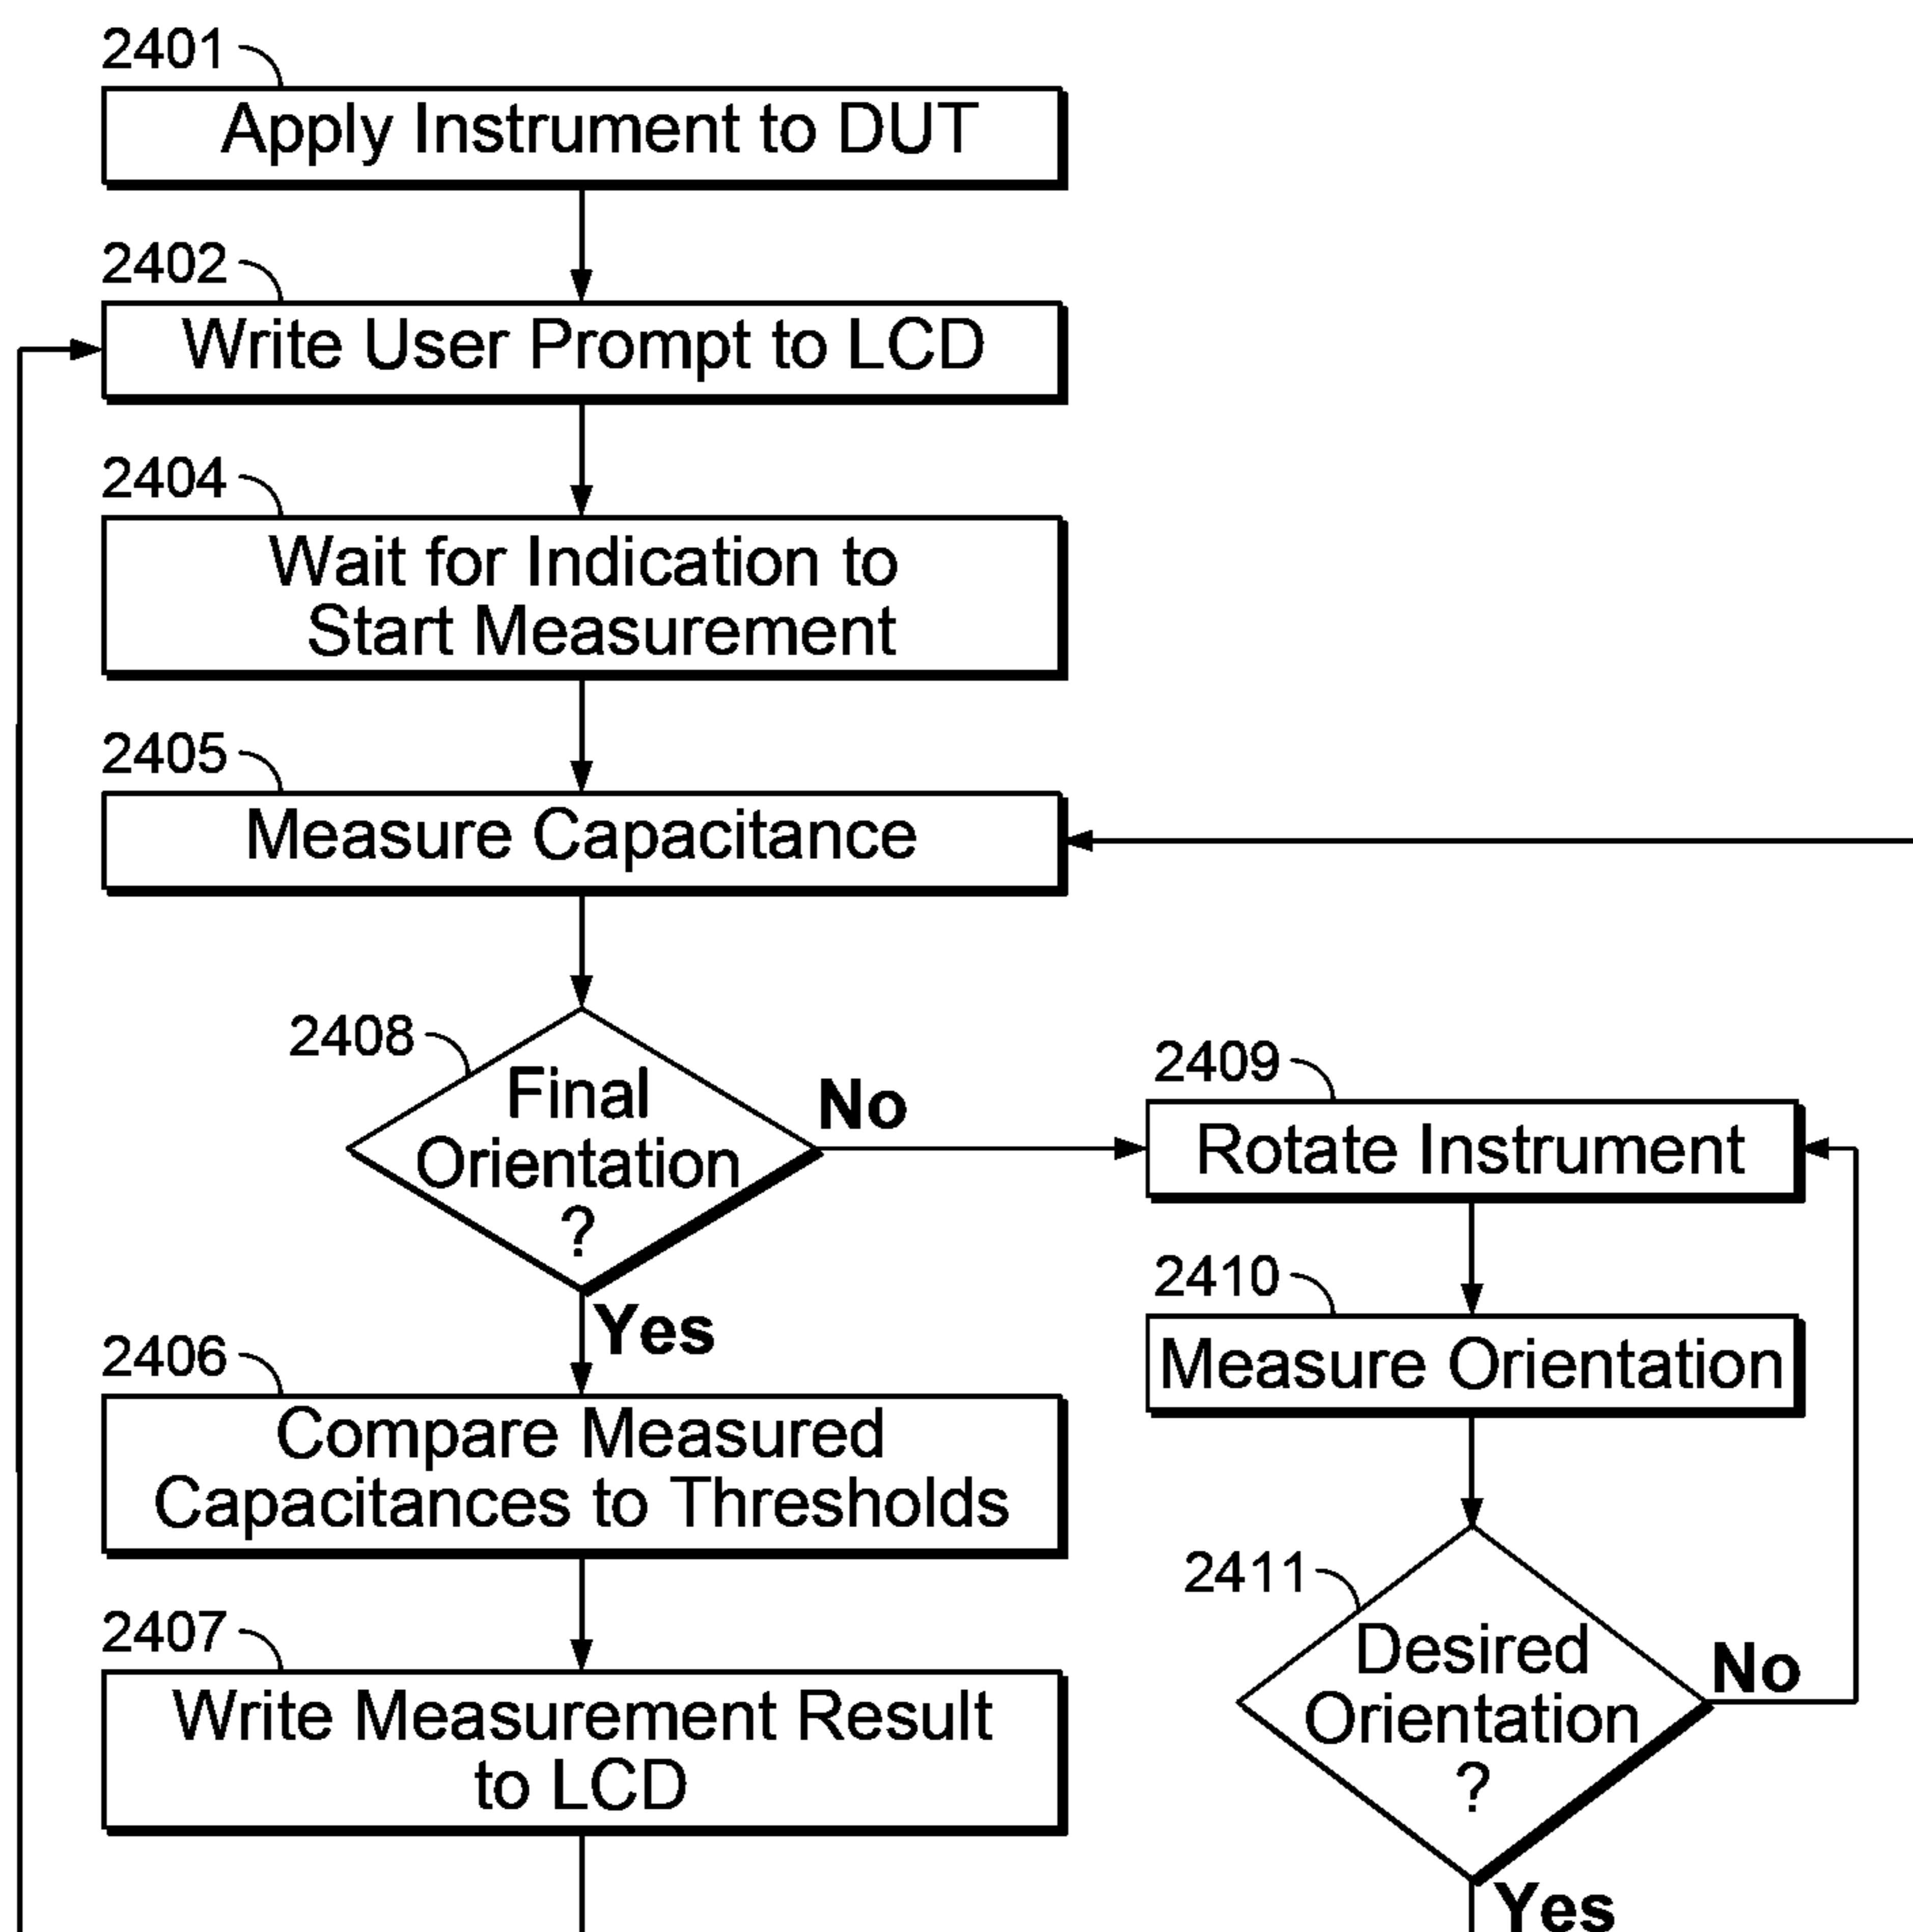 2401
Apply Instrument to DUT
2402
Write User Prompt to LCD
2404
Wait for Indication to
Start Measurement
2405
Measure Capacitance
2408
Final
Orientation
?
No
Yes
2409
Rotate Instrument
2410
Measure Orientation
2411
Desired
Orientation
?
No
Yes
2406
Compare Measured
Capacitances to Thresholds
2407
Write Measurement Result
to LCD